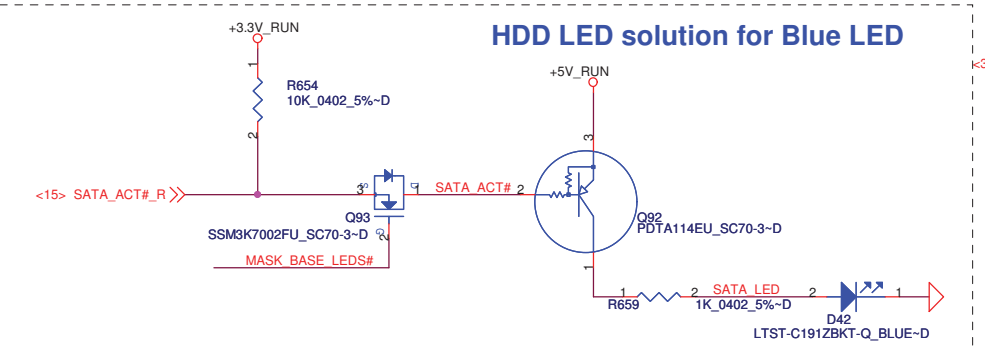 HDD LED solution for Blue LED
+3.3V_RUN
1
R654
10K_0402_5%~D
2
+5V_RUN
3
<15> SATA_ACT#_R
3
S
D
1
SATA_ACT#
2
Q93
SSM3K7002FU_SC70-3~D
G
2
MASK_BASE_LEDS#
Q92
PDTA114EU_SC70-3~D
1
1
R659
2
SATA_LED
1K_0402_5%~D
2
1
D42
LTST-C191ZBKT-Q_BLUE~D